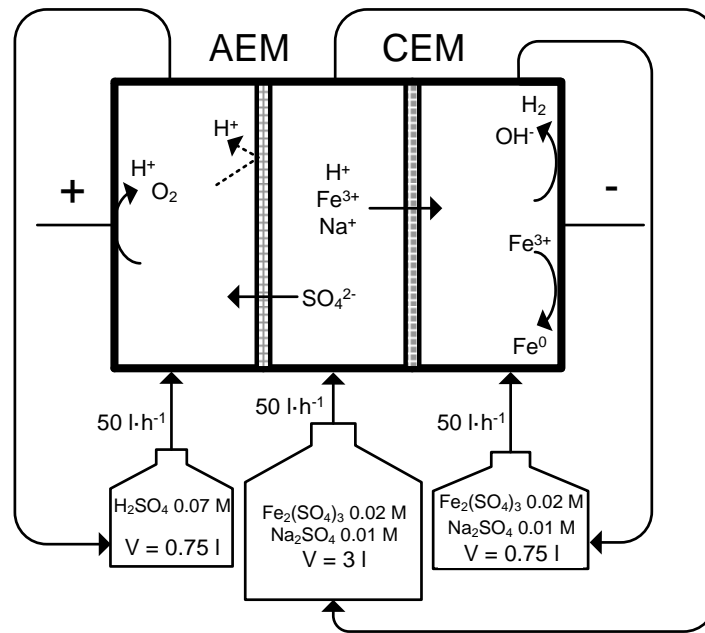 AEM
CEM
H₂
OH⁻
H⁺
H⁺
O₂
+
H⁺
Fe³⁺
Na⁺
-
Fe³⁺
SO₄²⁻
Fe⁰
50 l·h⁻¹
50 l·h⁻¹
50 l·h⁻¹
H₂SO₄ 0.07 M
V = 0.75 l
Fe₂(SO₄)₃ 0.02 M
Na₂SO₄ 0.01 M
V = 3 l
Fe₂(SO₄)₃ 0.02 M
Na₂SO₄ 0.01 M
V = 0.75 l